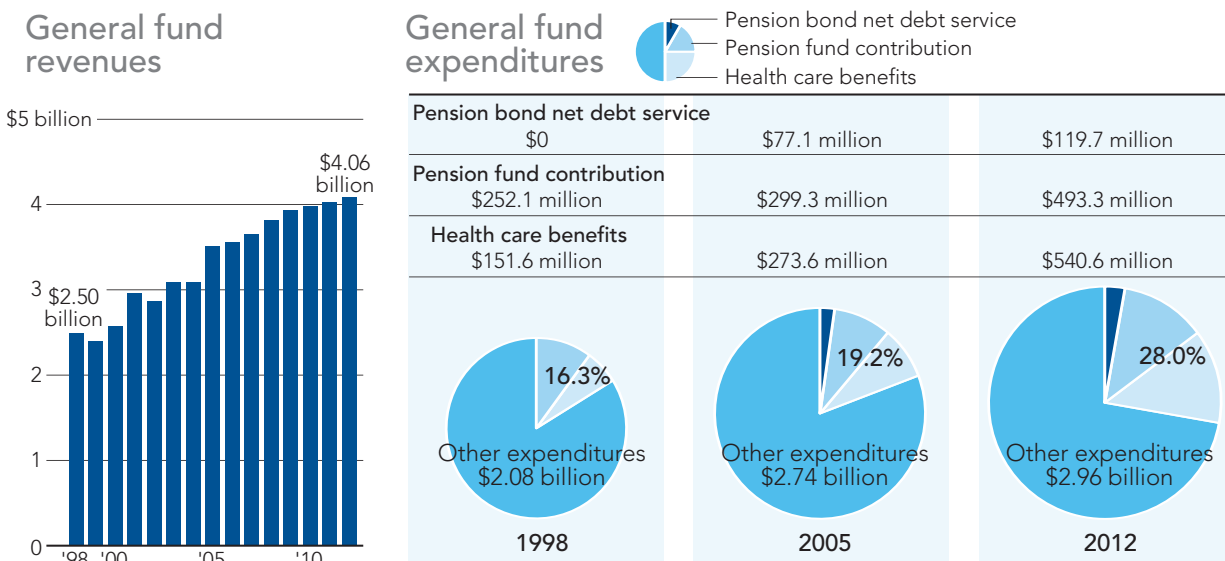 General fund
revenues
$5 billion
4
3
2
1
0
$2.50
billion
$4.06
billion
'98 '00 '05 '10
General fund
expenditures
Pension bond net debt service
Pension fund contribution
Health care benefits
Pension bond net debt service
$0 $77.1 million $119.7 million
Pension fund contribution
$252.1 million $299.3 million $493.3 million
Health care benefits
$151.6 million $273.6 million $540.6 million
16.3% 19.2% 28.0%
Other expenditures Other expenditures Other expenditures
$2.08 billion $2.74 billion $2.96 billion
1998 2005 2012